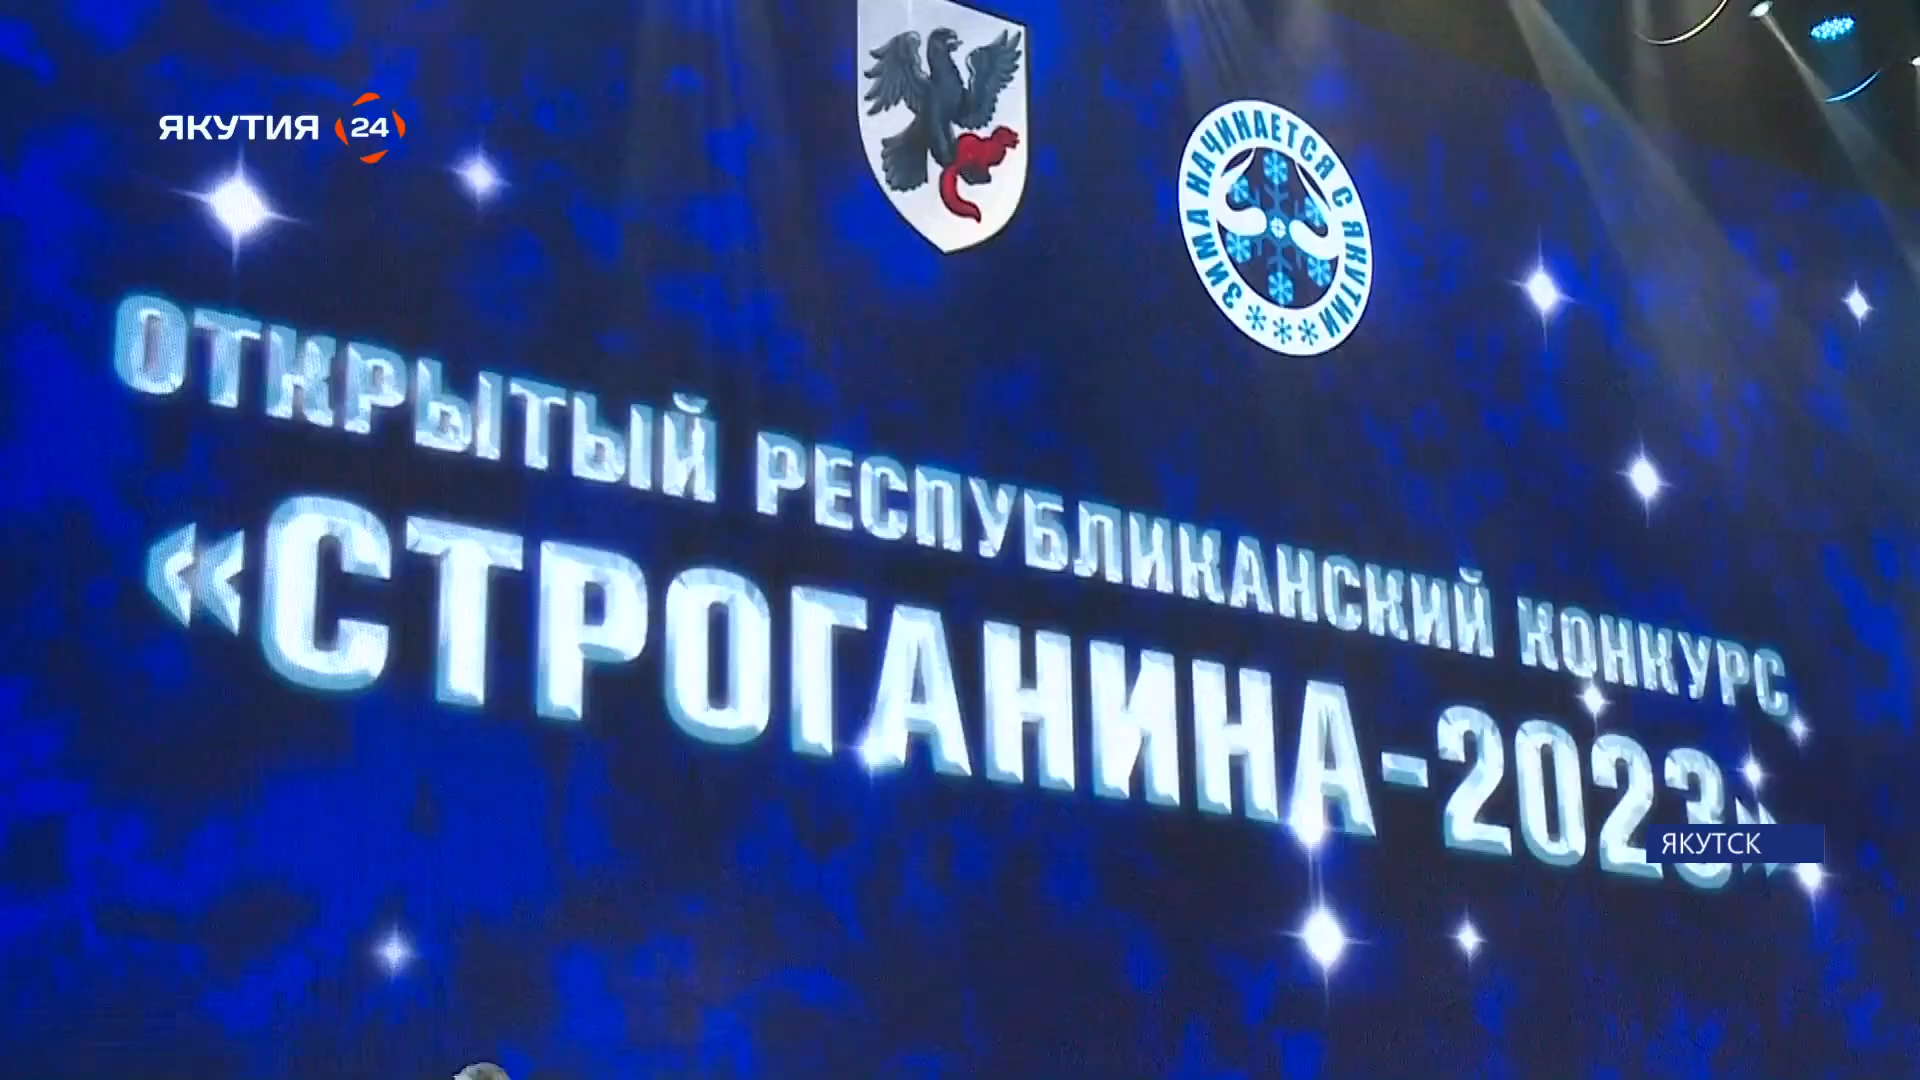 ЯКУТИЯ 24
ЗИМА НАЧИНАЕТСЯ С ЯКУТИИ
ОТКРЫТЫЙ РЕСПУБЛИКАНСКИЙ КОНКУРС
«СТРОГАНИНА-2023»
ЯКУТСК